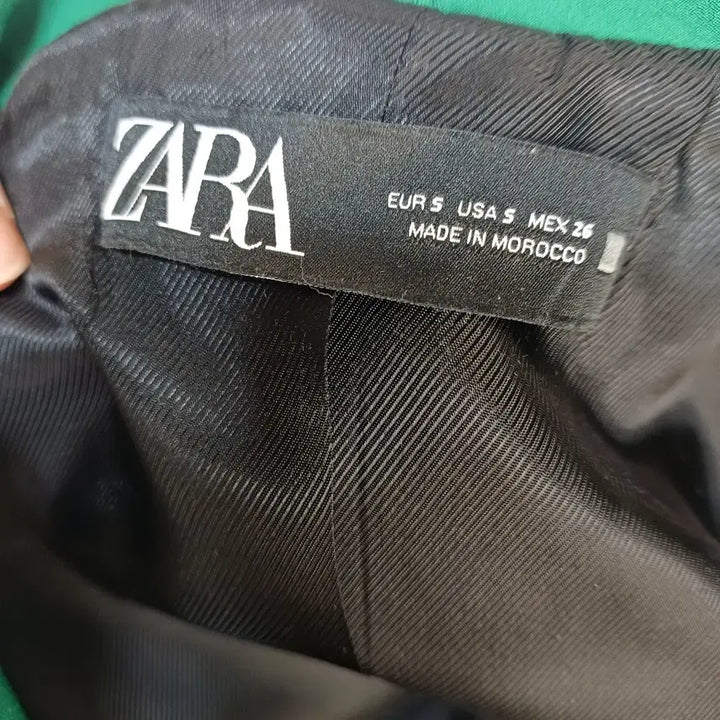 ZARA
EUR S USA S MEX 26
MADE IN MOROCCO